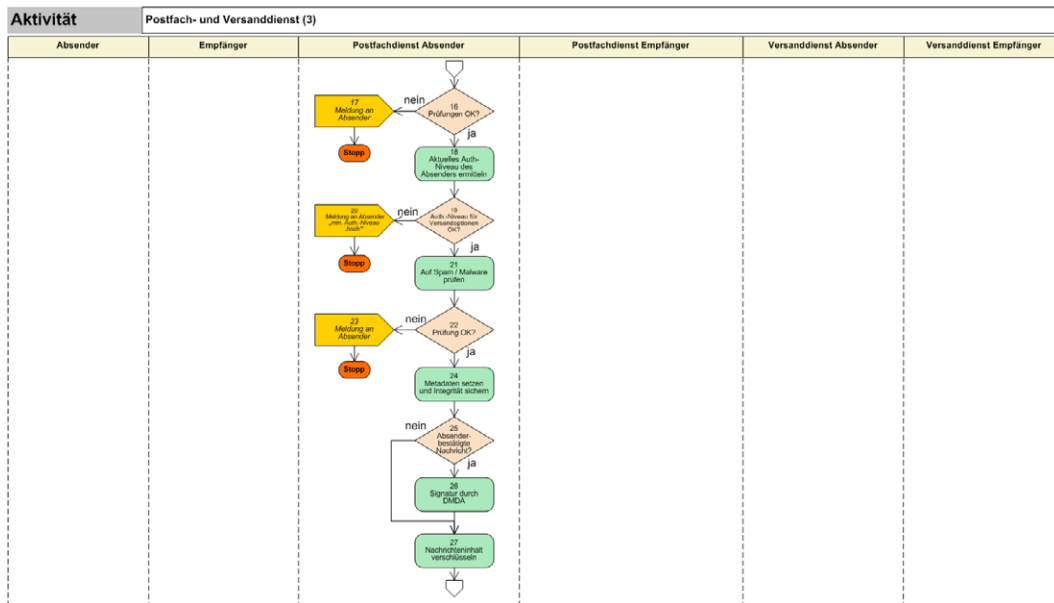 Aktivität
Postfach- und Versanddienst (3)
Absender
Empfänger
Postfachdienst Absender
Postfachdienst Empfänger
Versanddienst Absender
Versanddienst Empfänger
17
Meldung an
Absender
nein
16
Prüfungen OK?
ja
Stopp
18
Aktuelles Auth-
Niveau des
Absenders ermitteln
20
Meldung an Absender
„min. Auth.-Niveau
„hoch“
nein
19
Auth.-Niveau für
Versandoptionen
OK?
ja
Stopp
21
Auf Spam / Malware
prüfen
23
Meldung an
Absender
nein
22
Prüfung OK?
ja
Stopp
24
Metadaten setzen
und Integrität sichern
nein
25
Absender-
bestätigte
Nachricht?
ja
26
Signatur durch
DMDA
27
Nachrichteninhalt
verschlüsseln